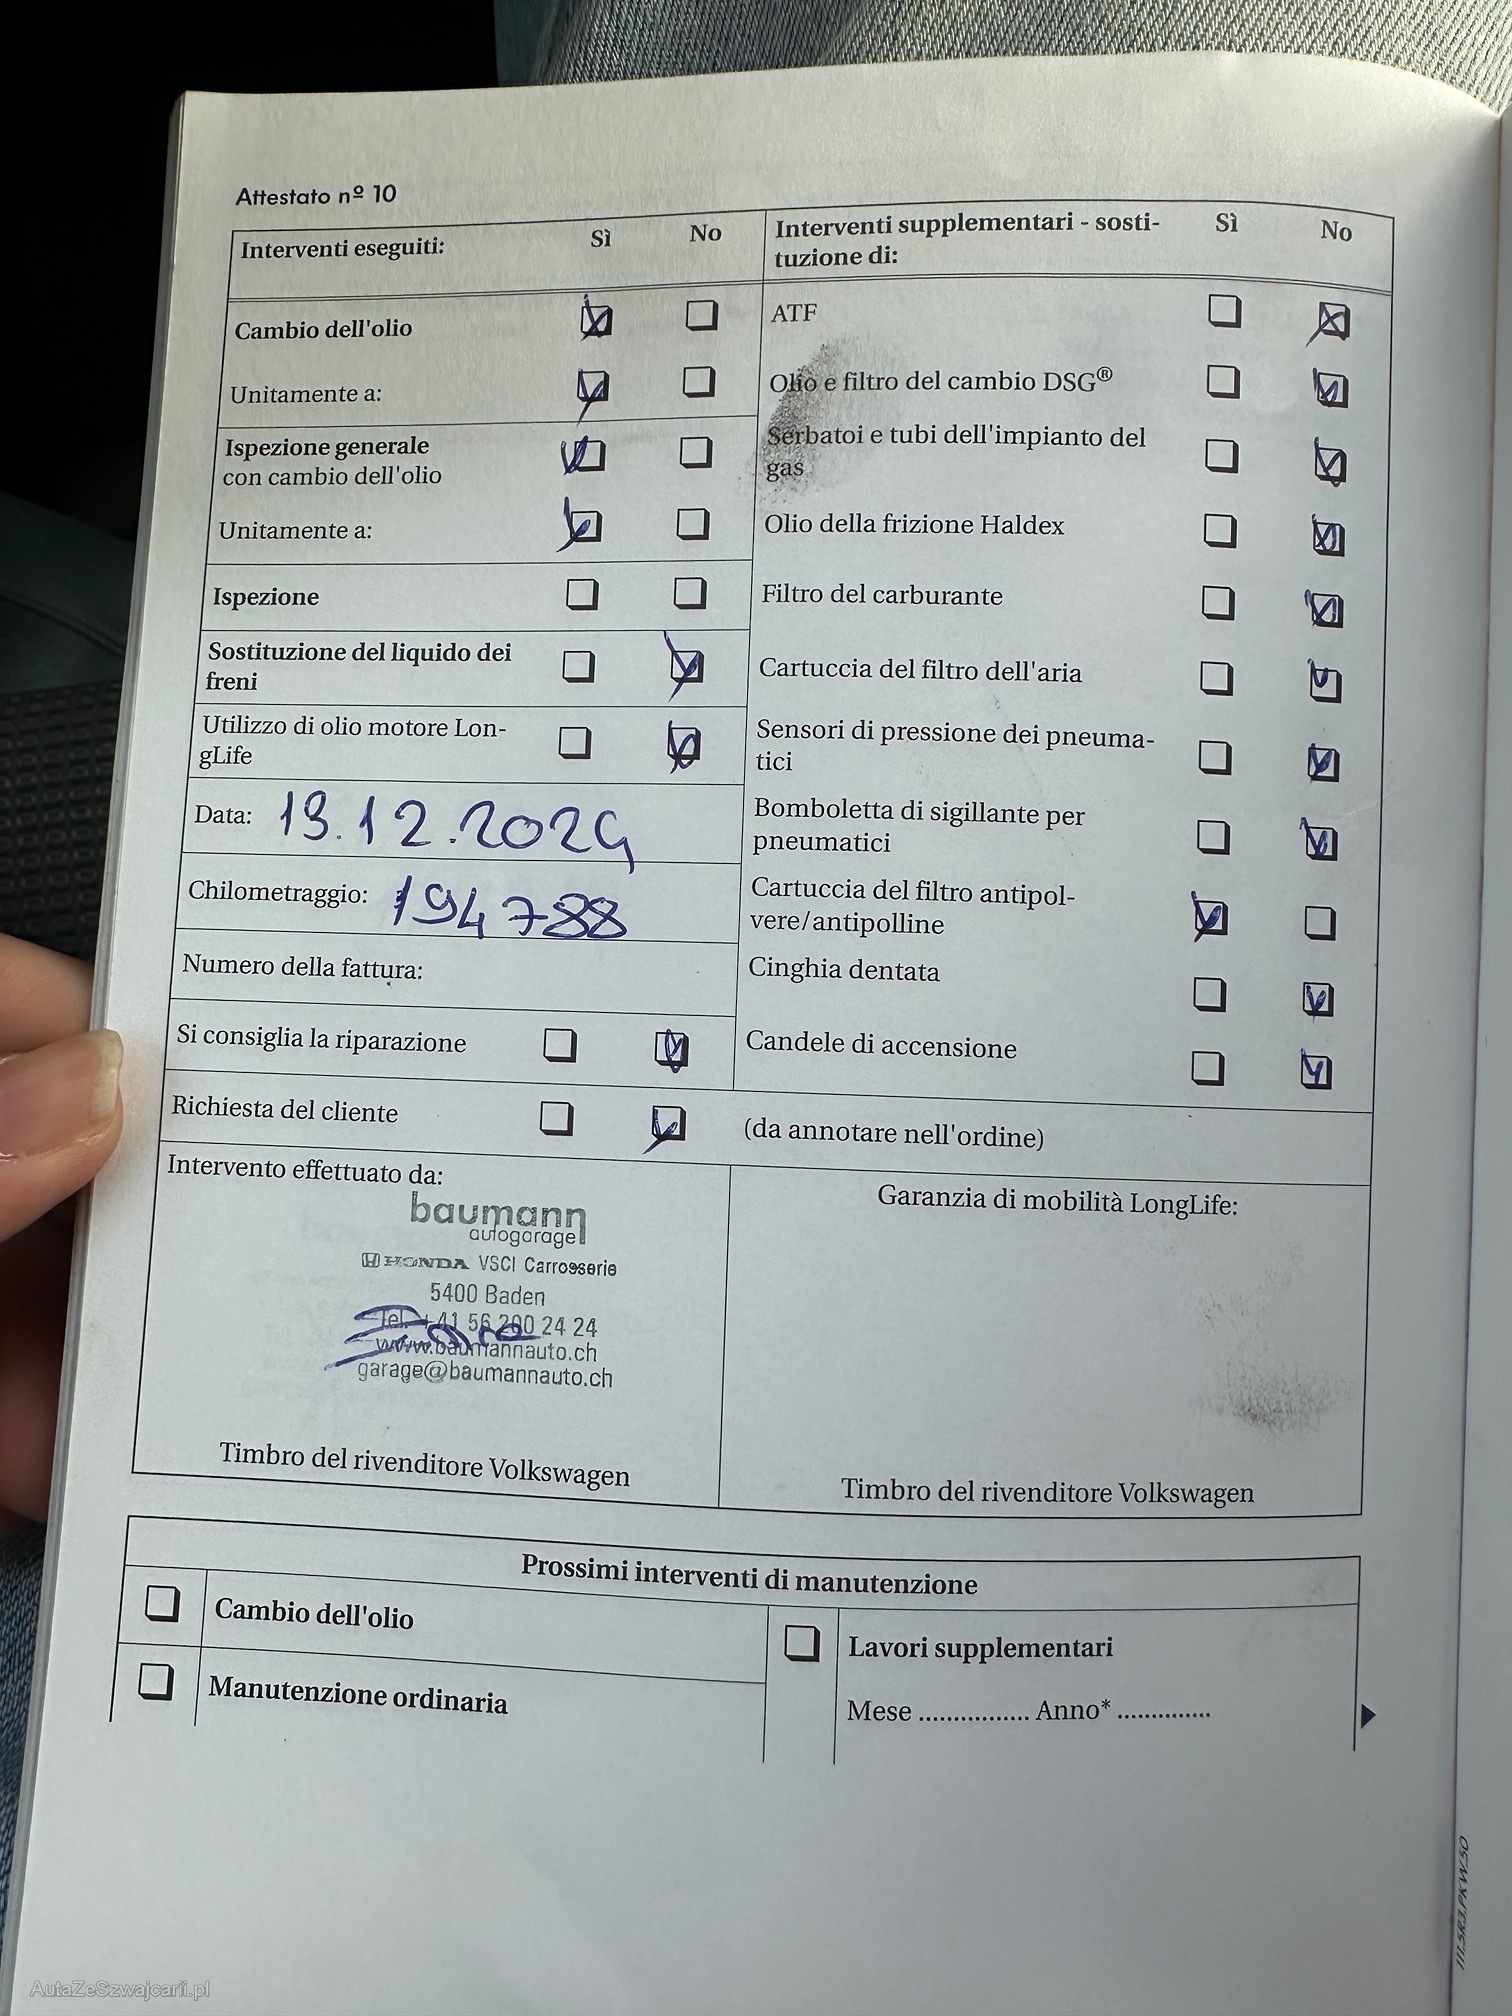 Attestato nº 10
Interventi eseguiti:
Sì
No
Cambio dell'olio
Unitamente a:
Ispezione generale
con cambio dell'olio
Unitamente a:
Ispezione
Sostituzione del liquido dei
freni
Utilizzo di olio motore Lon-
gLife
Data: 19.12.2024
Chilometraggio: 194788
Numero della fattura:
Si consiglia la riparazione
Richiesta del cliente
(da annotare nell'ordine)
Interventi supplementari - sosti-
tuzione di:
Sì
No
ATF
Olio e filtro del cambio DSG®
Serbatoi e tubi dell'impianto del
gas
Olio della frizione Haldex
Filtro del carburante
Cartuccia del filtro dell'aria
Sensori di pressione dei pneuma-
tici
Bomboletta di sigillante per
pneumatici
Cartuccia del filtro antipol-
vere/antipolline
Cinghia dentata
Candele di accensione
Intervento effettuato da:
baumann
autogarage
HONDA VSCI Carrosserie
5400 Baden
Tel. +41 56 200 24 24
www.baumannauto.ch
garage@baumannauto.ch
Timbro del rivenditore Volkswagen
Garanzia di mobilità LongLife:
Timbro del rivenditore Volkswagen
Prossimi interventi di manutenzione
Cambio dell'olio
Manutenzione ordinaria
Lavori supplementari
Mese ................ Anno* ..............
111.5R3.PKW.50
AutaZeSzwajcarii.pl